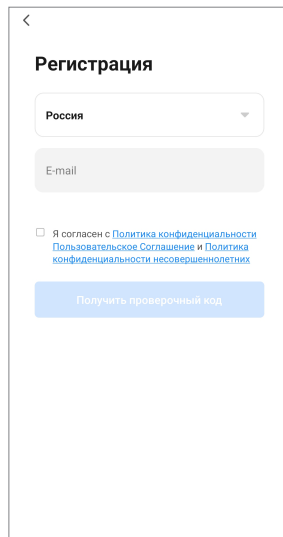 Регистрация
Россия
E-mail
Я согласен с Политика конфиденциальности
Пользовательское Соглашение и Политика
конфиденциальности несовершеннолетних
Получить проверочный код